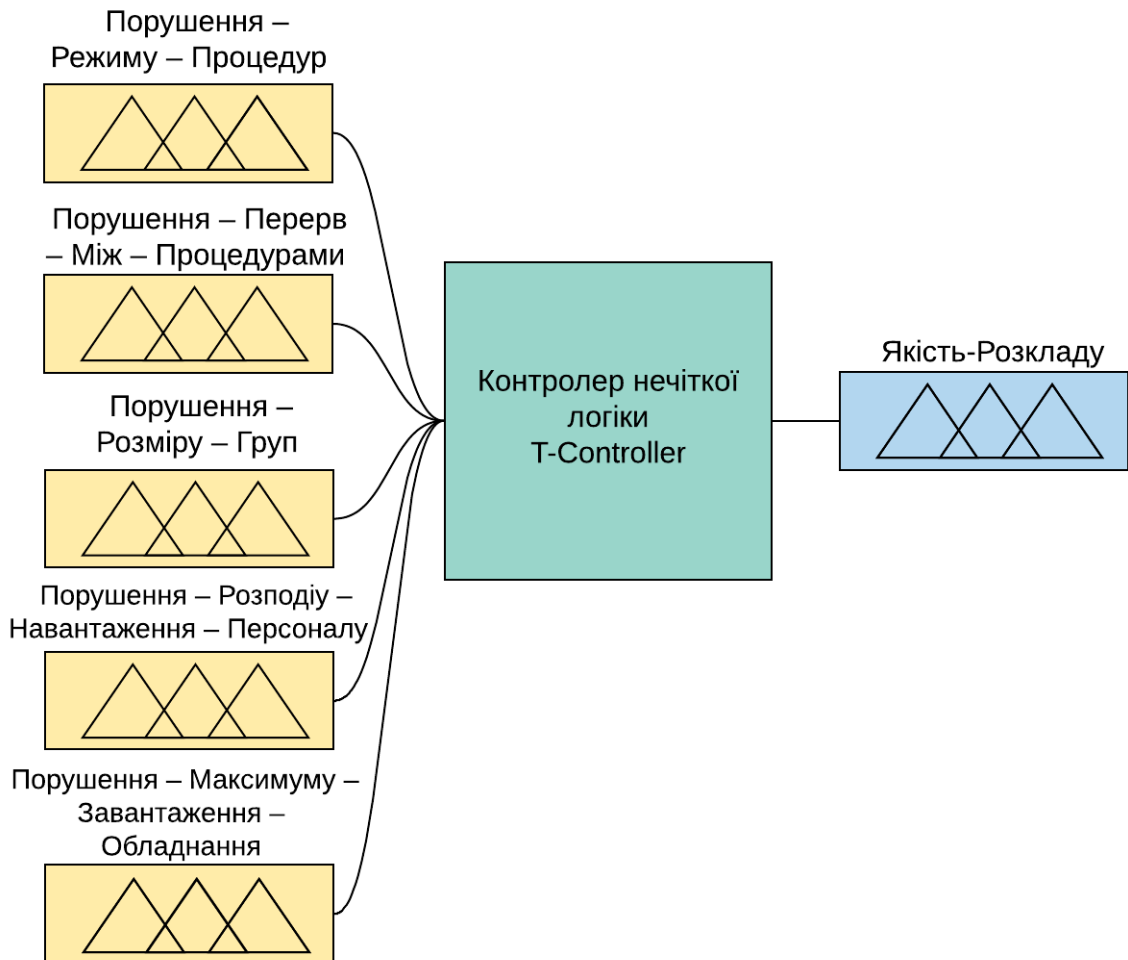 Порушення –
Режиму – Процедур
Порушення – Перерв
– Між – Процедурами
Порушення –
Розміру – Груп
Порушення – Розподіу –
Навантаження – Персоналу
Порушення – Максимуму –
Завантаження –
Обладнання
Контролер нечіткої
логіки
T-Controller
Якість-Розкладу